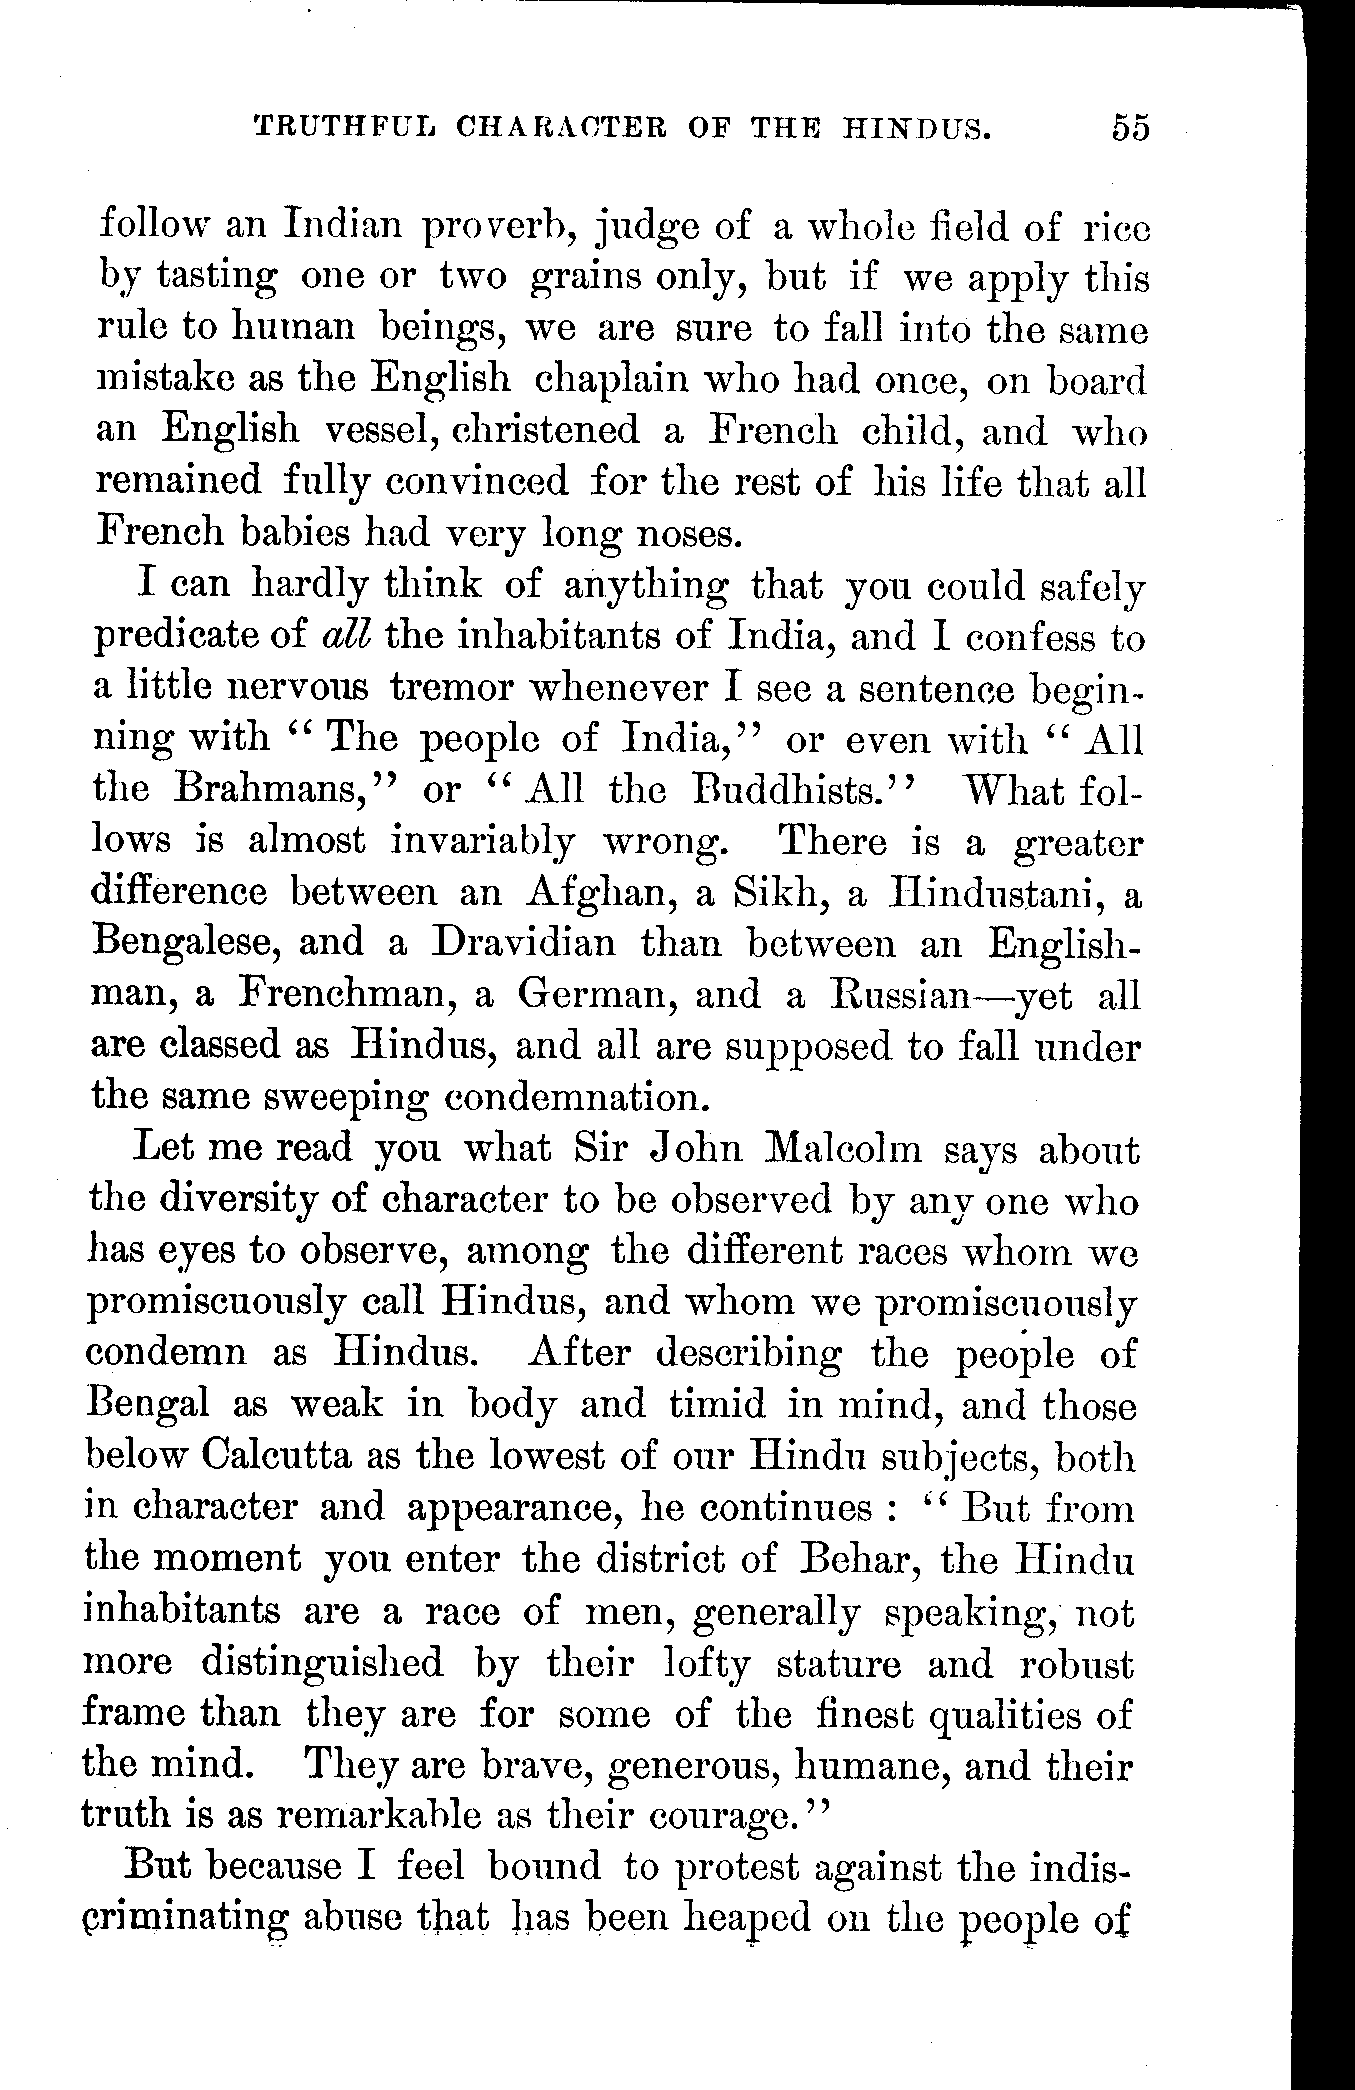 TRUTHFUL CHARACTER OF THE HINDUS. 55
follow an Indian proverb, judge of a whole field of rice
by tasting one or two grains only, but if we apply this
rule to human beings, we are sure to fall into the same
mistake as the English chaplain who had once, on board
an English vessel, christened a French child, and who
remained fully convinced for the rest of his life that all
French babies had very long noses.
I can hardly think of anything that you could safely
predicate of all the inhabitants of India, and I confess to
a little nervous tremor whenever I see a sentence begin-
ning with “ The people of India,” or even with “ All
the Brahmans,” or “ All the Buddhists.” What fol-
lows is almost invariably wrong. There is a greater
difference between an Afghan, a Sikh, a Hindustani, a
Bengalese, and a Dravidian than between an English-
man, a Frenchman, a German, and a Russian—yet all
are classed as Hindus, and all are supposed to fall under
the same sweeping condemnation.
Let me read you what Sir John Malcolm says about
the diversity of character to be observed by any one who
has eyes to observe, among the different races whom we
promiscuously call Hindus, and whom we promiscuously
condemn as Hindus. After describing the people of
Bengal as weak in body and timid in mind, and those
below Calcutta as the lowest of our Hindu subjects, both
in character and appearance, he continues : “ But from
the moment you enter the district of Behar, the Hindu
inhabitants are a race of men, generally speaking, not
more distinguished by their lofty stature and robust
frame than they are for some of the finest qualities of
the mind. They are brave, generous, humane, and their
truth is as remarkable as their courage.”
But because I feel bound to protest against the indis-
criminating abuse that has been heaped on the people of